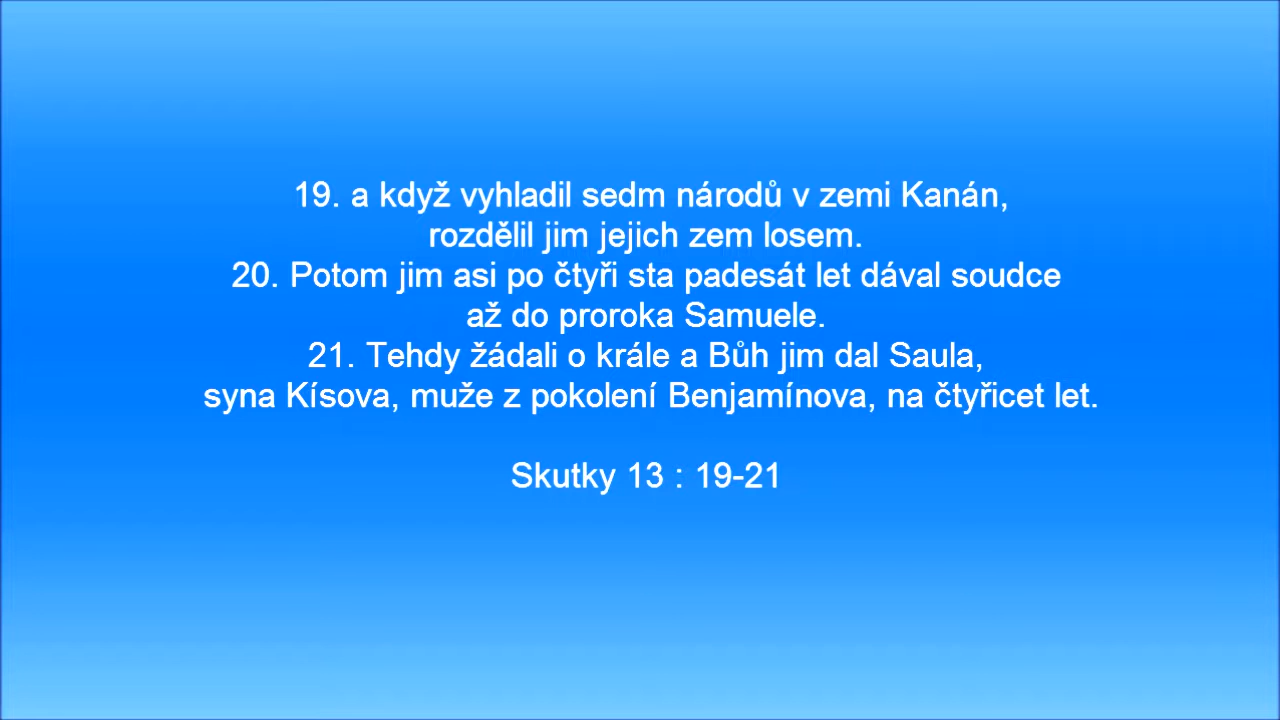 19. a když vyhladil sedm národů v zemi Kanán,
rozdělil jim jejich zem losem.
20. Potom jim asi po čtyři sta padesát let dával soudce
až do proroka Samuele.
21. Tehdy žádali o krále a Bůh jim dal Saula,
syna Kísova, muže z pokolení Benjamínova, na čtyřicet let.
Skutky 13 : 19-21